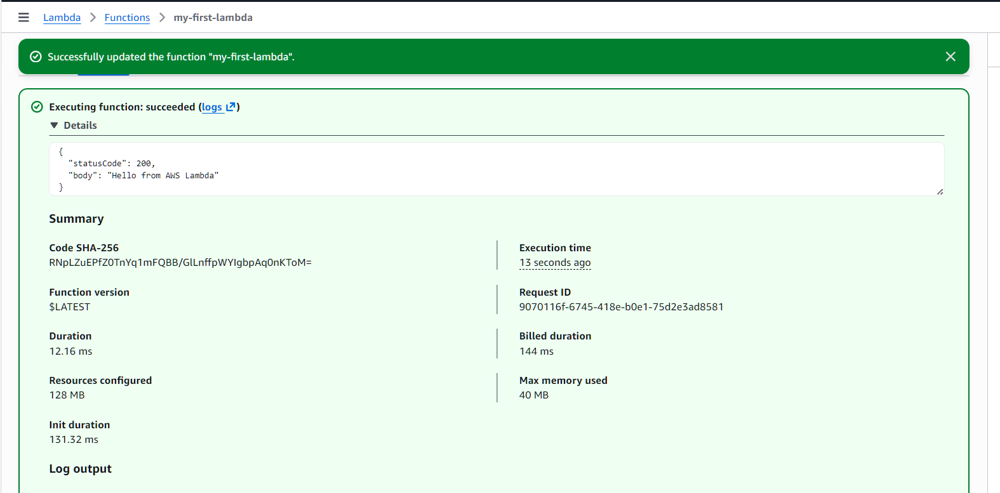 Lambda > Functions > my-first-lambda
Successfully updated the function "my-first-lambda".
Executing function: succeeded (logs)
Details
{
  "statusCode": 200,
  "body": "Hello from AWS Lambda"
}
Summary
Code SHA-256
RNpLZuEPfZ0TnYq1mFQBB/GlLnffpWYIgbpAq0nKToM=
Execution time
13 seconds ago
Function version
$LATEST
Request ID
9070116f-6745-418e-b0e1-75d2e3ad8581
Duration
12.16 ms
Billed duration
144 ms
Resources configured
128 MB
Max memory used
40 MB
Init duration
131.32 ms
Log output